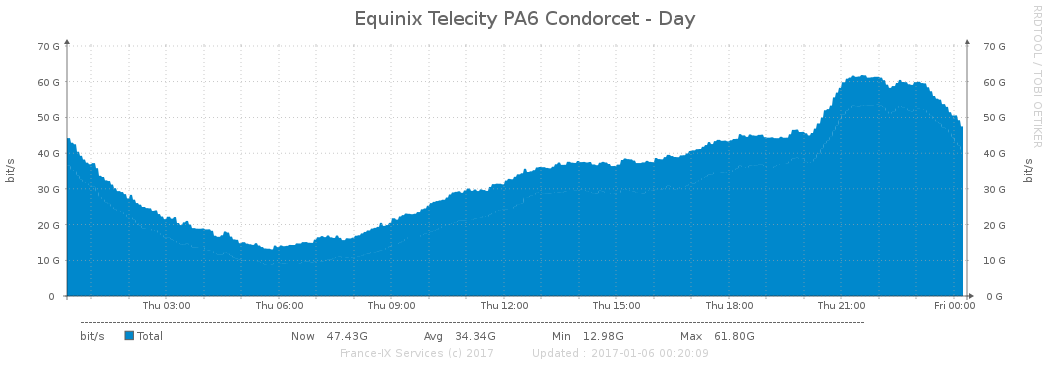 Equinix Telecity PA6 Condorcet - Day
RRDTOOL / TOBI OETIKER
bit/s
70 G
60 G
50 G
40 G
30 G
20 G
10 G
0
70 G
60 G
50 G
40 G
30 G
20 G
10 G
0 G
bit/s
Thu 03:00 Thu 06:00 Thu 09:00 Thu 12:00 Thu 15:00 Thu 18:00 Thu 21:00 Fri 00:00
bit/s Total Now 47.43G Avg 34.34G Min 12.98G Max 61.80G
France-IX Services (c) 2017 Updated : 2017-01-06 00:20:09